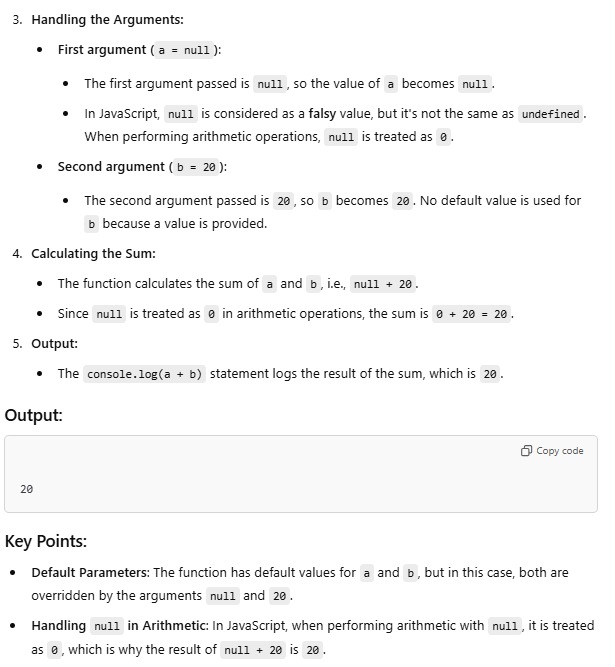 3. Handling the Arguments:
• First argument ( a = null ):
• The first argument passed is null , so the value of a becomes null .
• In JavaScript, null is considered as a falsy value, but it's not the same as undefined .
When performing arithmetic operations, null is treated as 0 .
• Second argument ( b = 20 ):
• The second argument passed is 20 , so b becomes 20 . No default value is used for
b because a value is provided.
4. Calculating the Sum:
• The function calculates the sum of a and b , i.e., null + 20 .
• Since null is treated as 0 in arithmetic operations, the sum is 0 + 20 = 20 .
5. Output:
• The console.log(a + b) statement logs the result of the sum, which is 20 .
Output:
Copy code
20
Key Points:
• Default Parameters: The function has default values for a and b , but in this case, both are
overridden by the arguments null and 20 .
• Handling null in Arithmetic: In JavaScript, when performing arithmetic with null , it is treated
as 0 , which is why the result of null + 20 is 20 .